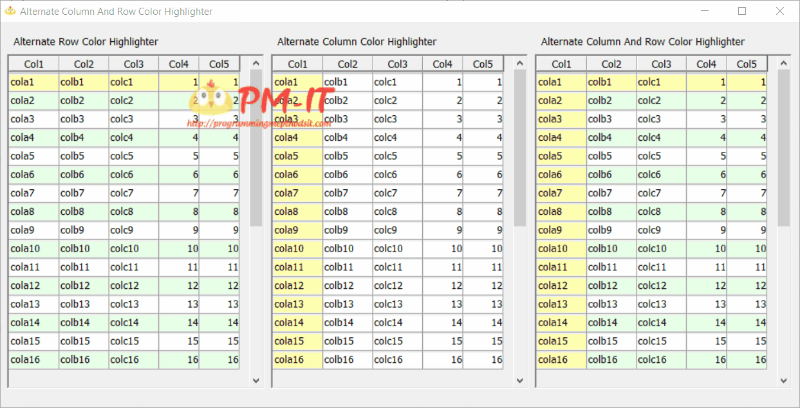 Alternate Column And Row Color Highlighter
Alternate Row Color Highlighter
Col1 Col2 Col3 Col4 Col5
cola1 colb1 colc1 1 1
cola2 colb2 colc2 2 2
cola3 colb3 colc3 3 3
cola4 colb4 colc4 4 4
cola5 colb5 colc5 5 5
cola6 colb6 colc6 6 6
cola7 colb7 colc7 7 7
cola8 colb8 colc8 8 8
cola9 colb9 colc9 9 9
cola10 colb10 colc10 10 10
cola11 colb11 colc11 11 11
cola12 colb12 colc12 12 12
cola13 colb13 colc13 13 13
cola14 colb14 colc14 14 14
cola15 colb15 colc15 15 15
cola16 colb16 colc16 16 16
Alternate Column Color Highlighter
Col1 Col2 Col3 Col4 Col5
cola1 colb1 colc1 1 1
cola2 colb2 colc2 2 2
cola3 colb3 colc3 3 3
cola4 colb4 colc4 4 4
cola5 colb5 colc5 5 5
cola6 colb6 colc6 6 6
cola7 colb7 colc7 7 7
cola8 colb8 colc8 8 8
cola9 colb9 colc9 9 9
cola10 colb10 colc10 10 10
cola11 colb11 colc11 11 11
cola12 colb12 colc12 12 12
cola13 colb13 colc13 13 13
cola14 colb14 colc14 14 14
cola15 colb15 colc15 15 15
cola16 colb16 colc16 16 16
Alternate Column And Row Color Highlighter
Col1 Col2 Col3 Col4 Col5
cola1 colb1 colc1 1 1
cola2 colb2 colc2 2 2
cola3 colb3 colc3 3 3
cola4 colb4 colc4 4 4
cola5 colb5 colc5 5 5
cola6 colb6 colc6 6 6
cola7 colb7 colc7 7 7
cola8 colb8 colc8 8 8
cola9 colb9 colc9 9 9
cola10 colb10 colc10 10 10
cola11 colb11 colc11 11 11
cola12 colb12 colc12 12 12
cola13 colb13 colc13 13 13
cola14 colb14 colc14 14 14
cola15 colb15 colc15 15 15
cola16 colb16 colc16 16 16
PM-IT